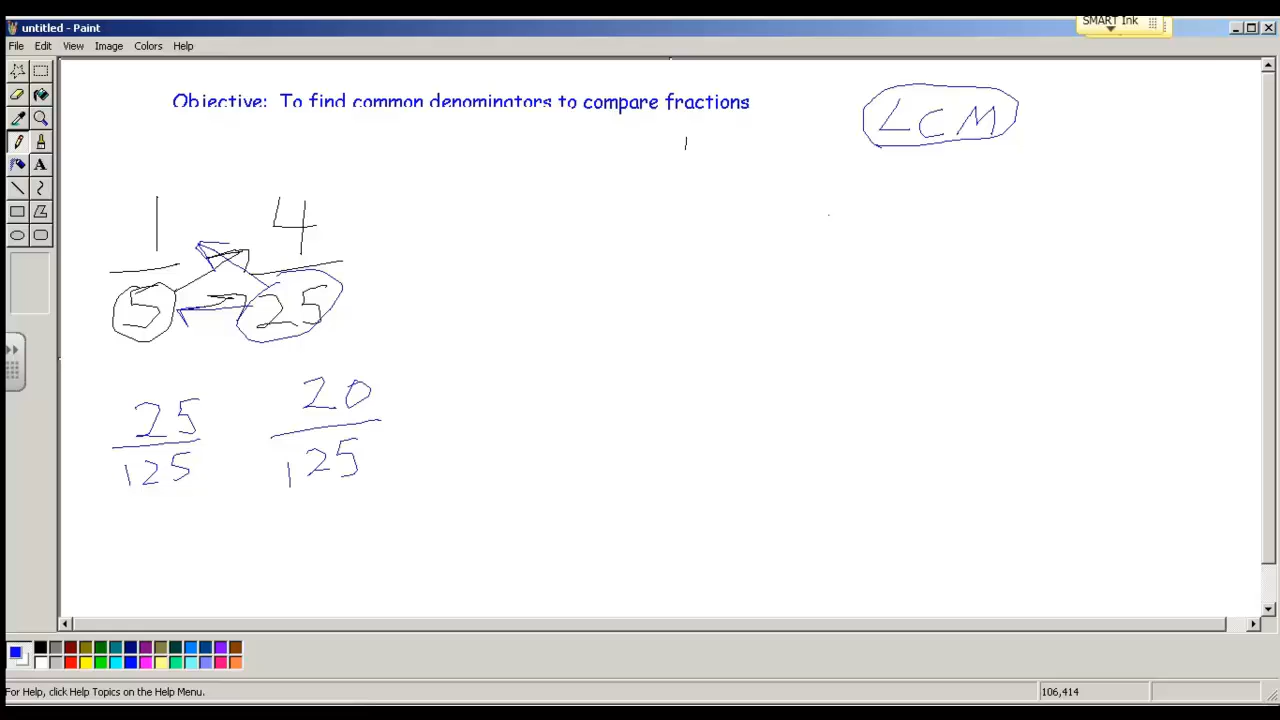 untitled - Paint
SMART Ink
File Edit View Image Colors Help
Objective: To find common denominators to compare fractions
LCM
1 4
5 25
25 20
125 125
For Help, click Help Topics on the Help Menu.
106,414